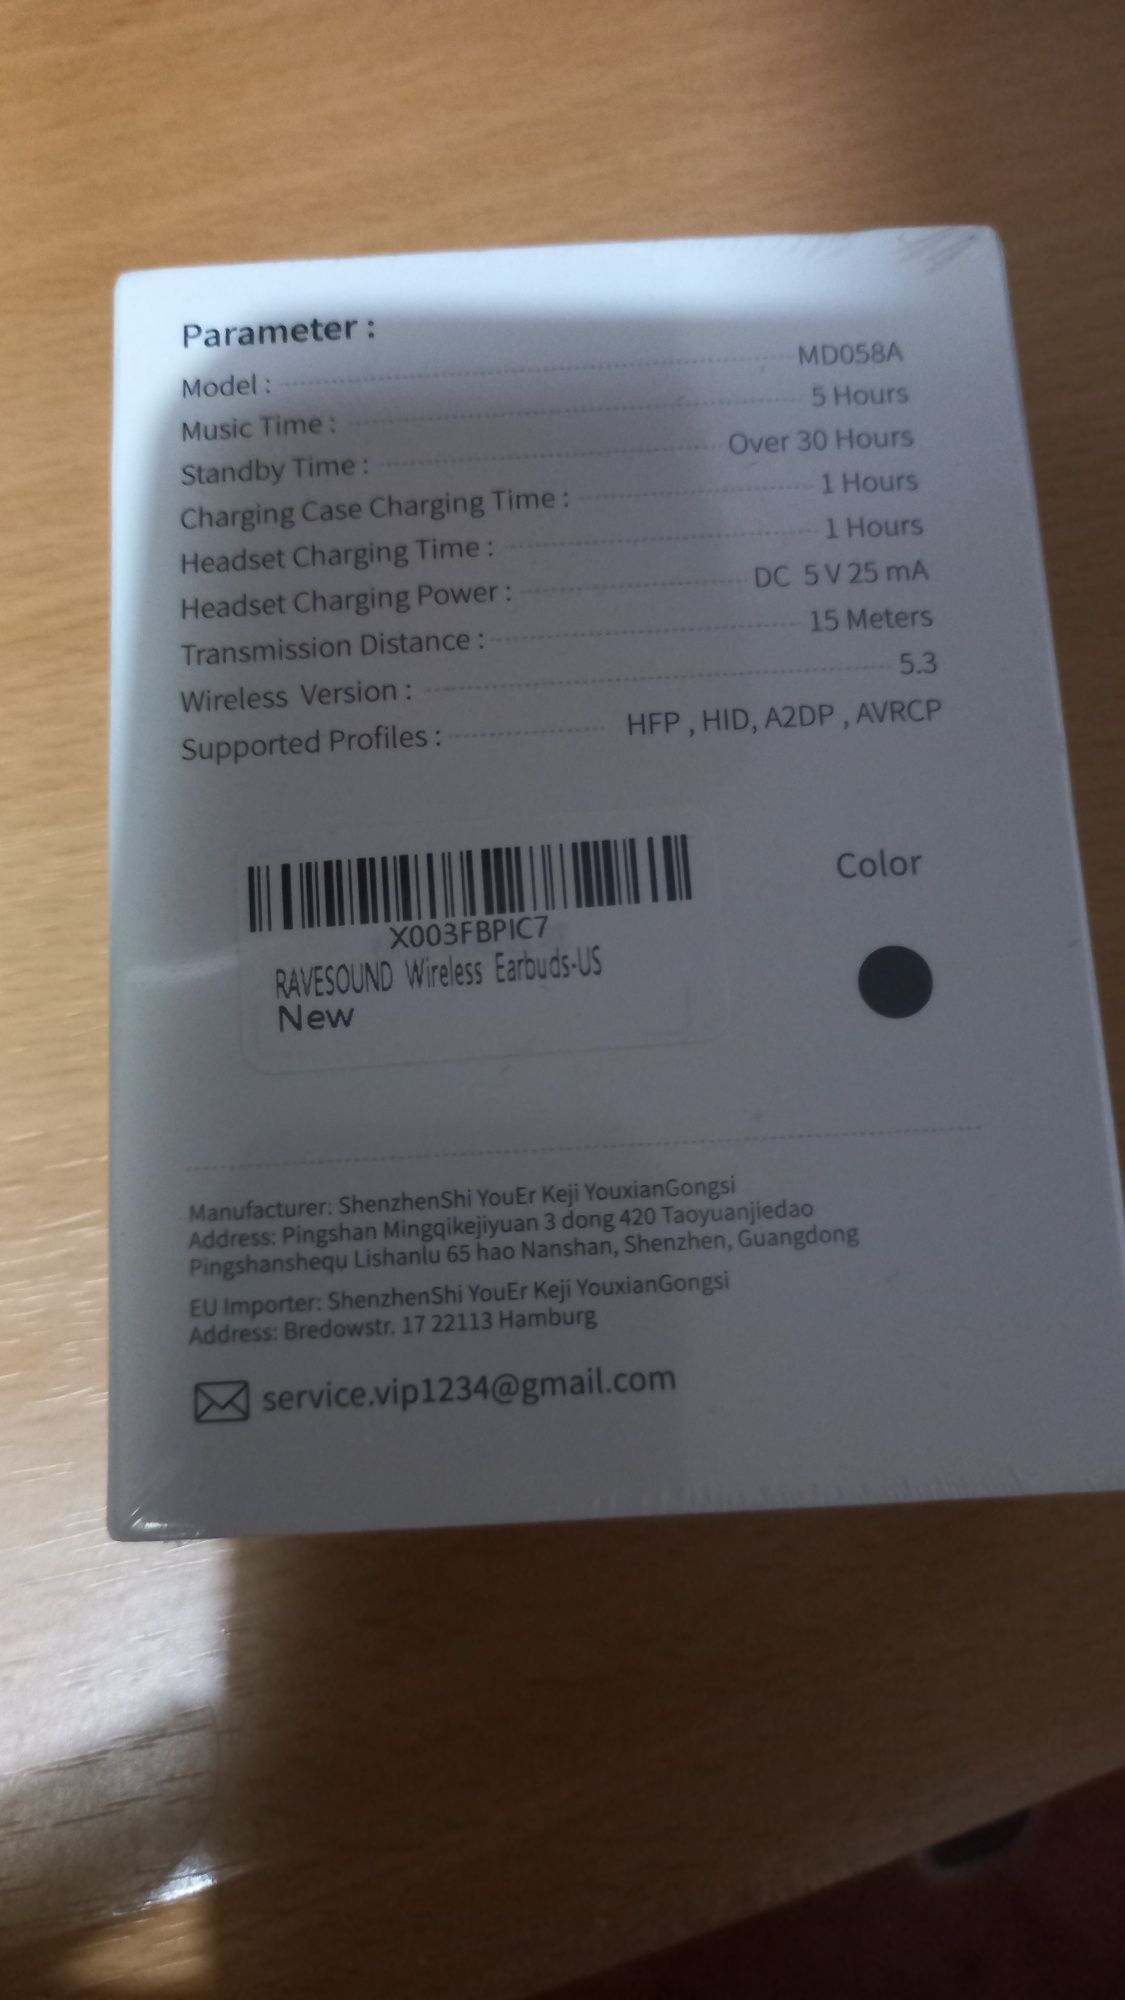 Parameter :
Model : MD058A
Music Time : 5 Hours
Standby Time : Over 30 Hours
Charging Case Charging Time : 1 Hours
Headset Charging Time : 1 Hours
Headset Charging Power : DC 5 V 25 mA
Transmission Distance : 15 Meters
Wireless Version : 5.3
Supported Profiles : HFP , HID, A2DP , AVRCP
X003FBPIC7
RAVESOUND Wireless Earbuds-US
New
Color
Manufacturer: ShenzhenShi YouEr Keji YouxianGongsi
Address: Pingshan Mingqikejiyuan 3 dong 420 Taoyuanjiedao
Pingshanshequ Lishanlu 65 hao Nanshan, Shenzhen, Guangdong
EU Importer: ShenzhenShi YouEr Keji YouxianGongsi
Address: Bredowstr. 17 22113 Hamburg
service.vip1234@gmail.com